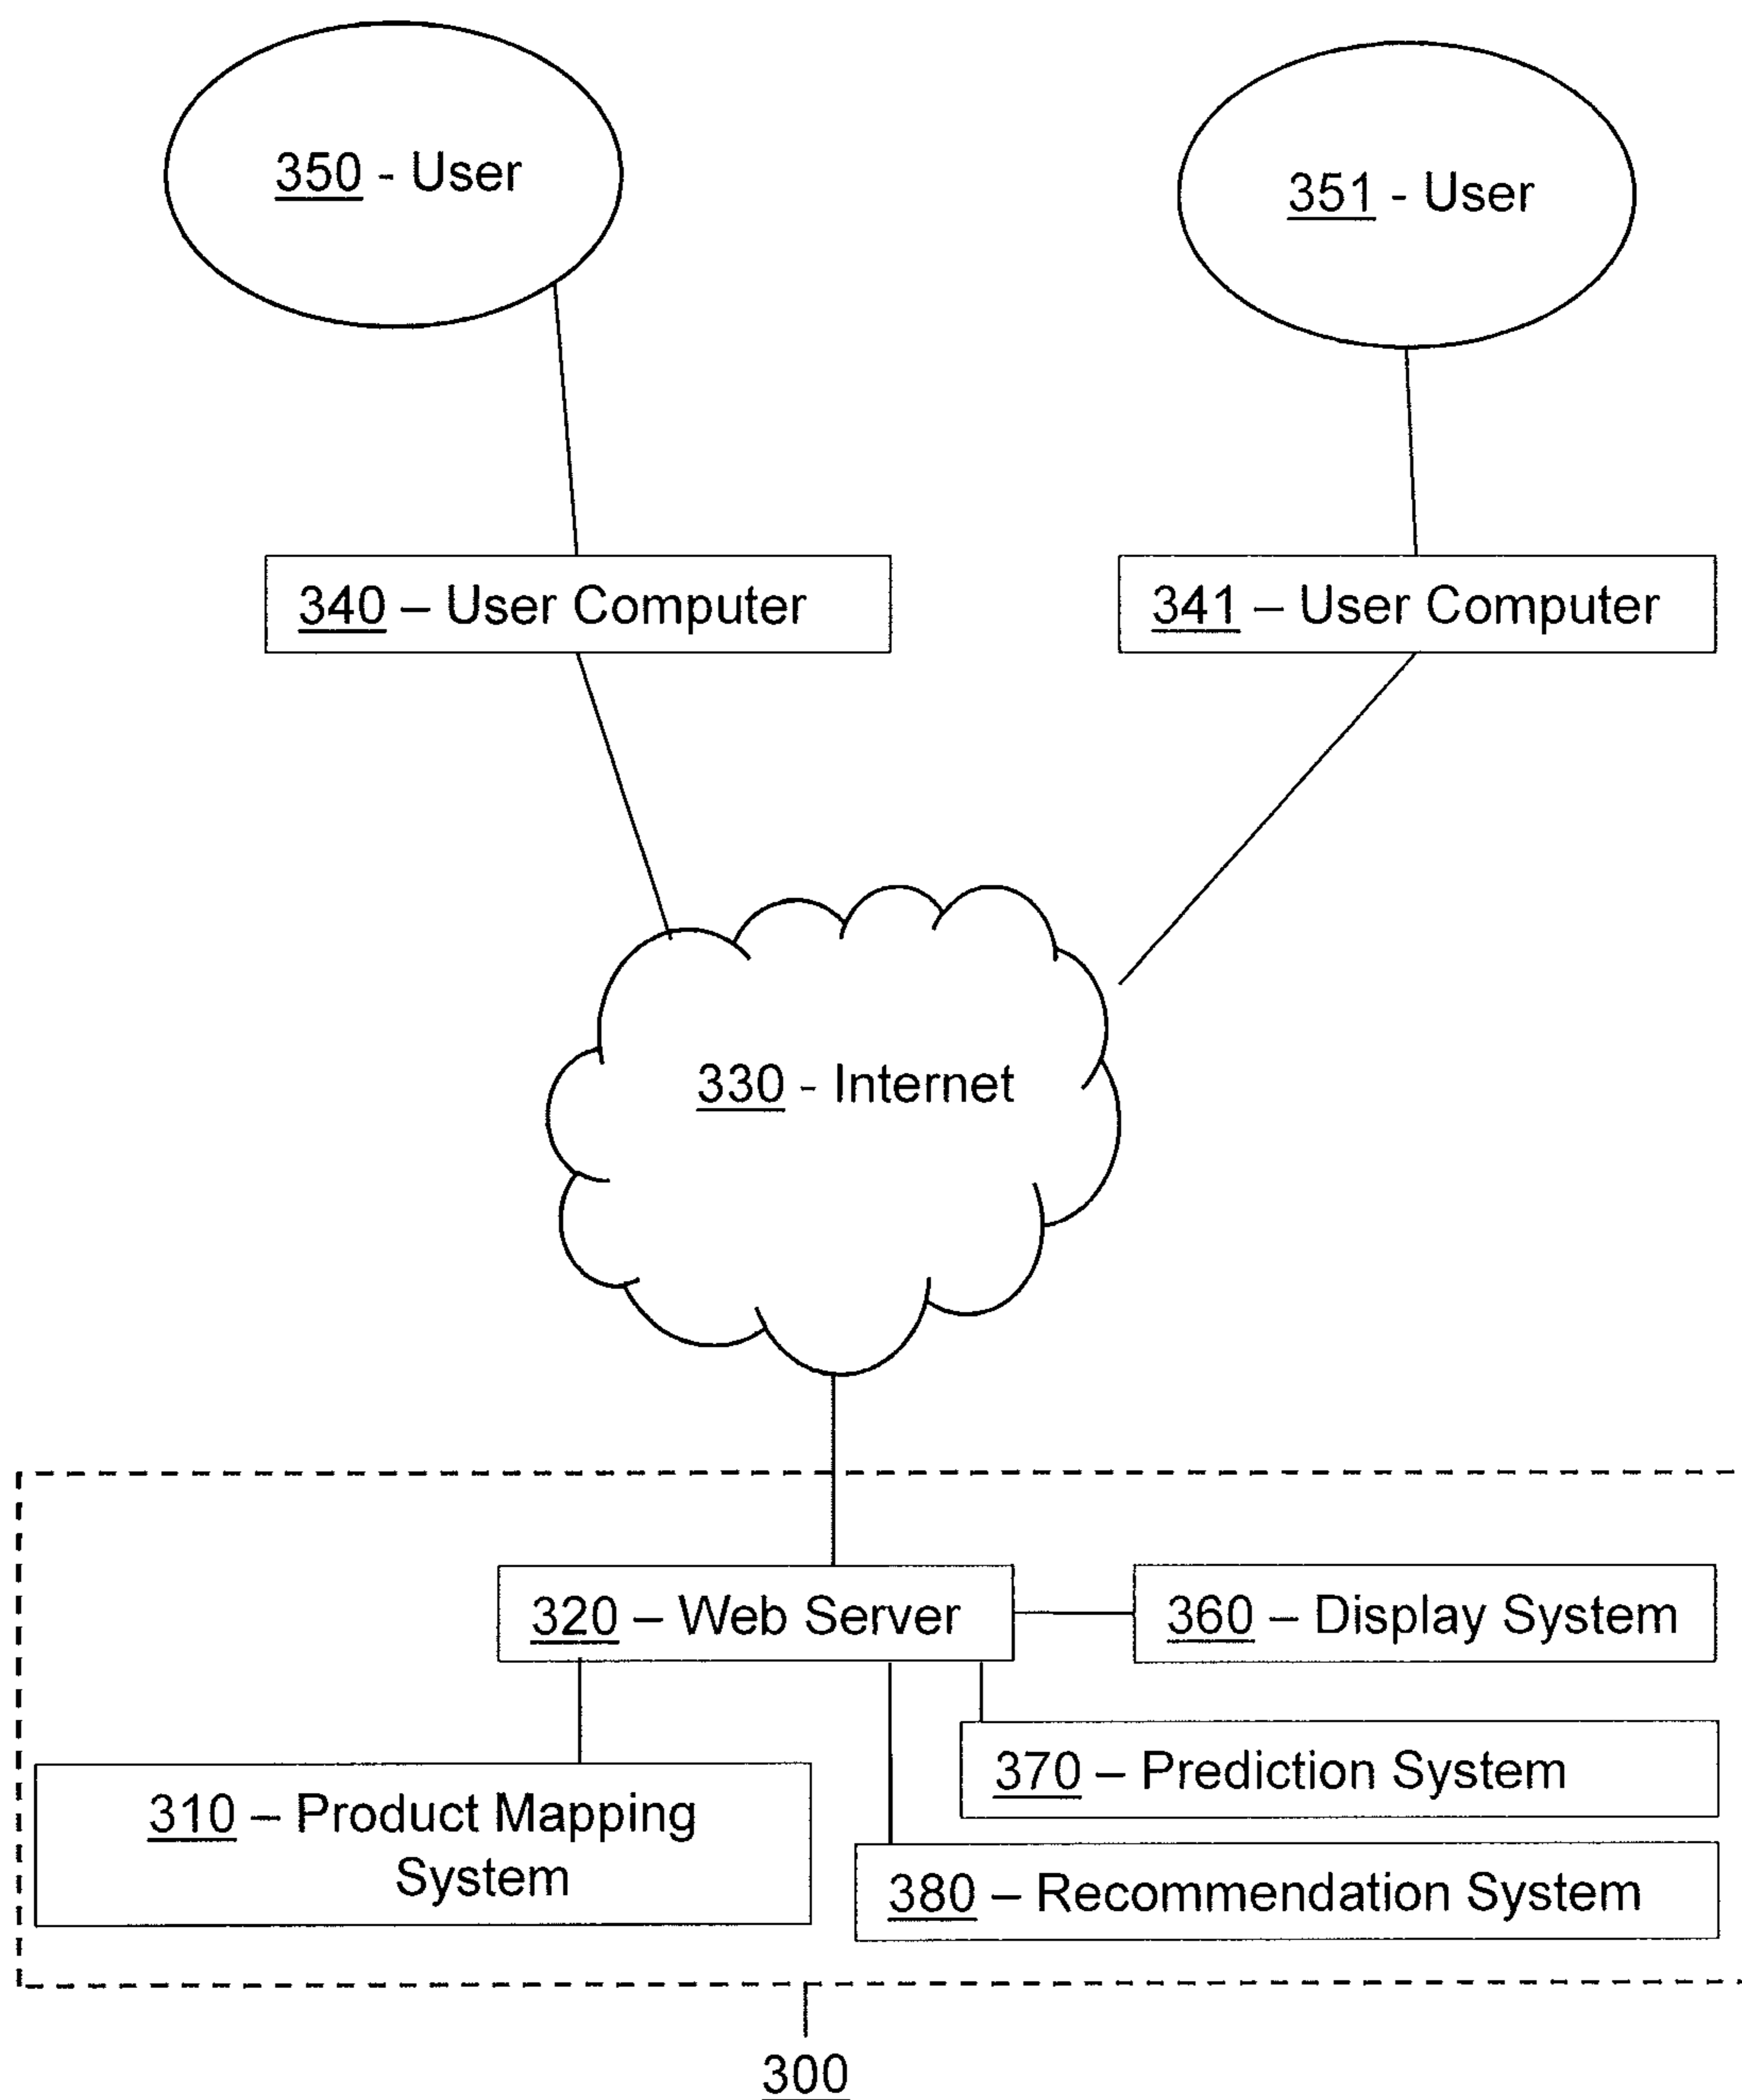 350 - User
351 - User
340 – User Computer
341 – User Computer
330 - Internet
320 – Web Server
360 – Display System
370 – Prediction System
310 – Product Mapping
System
380 – Recommendation System
300